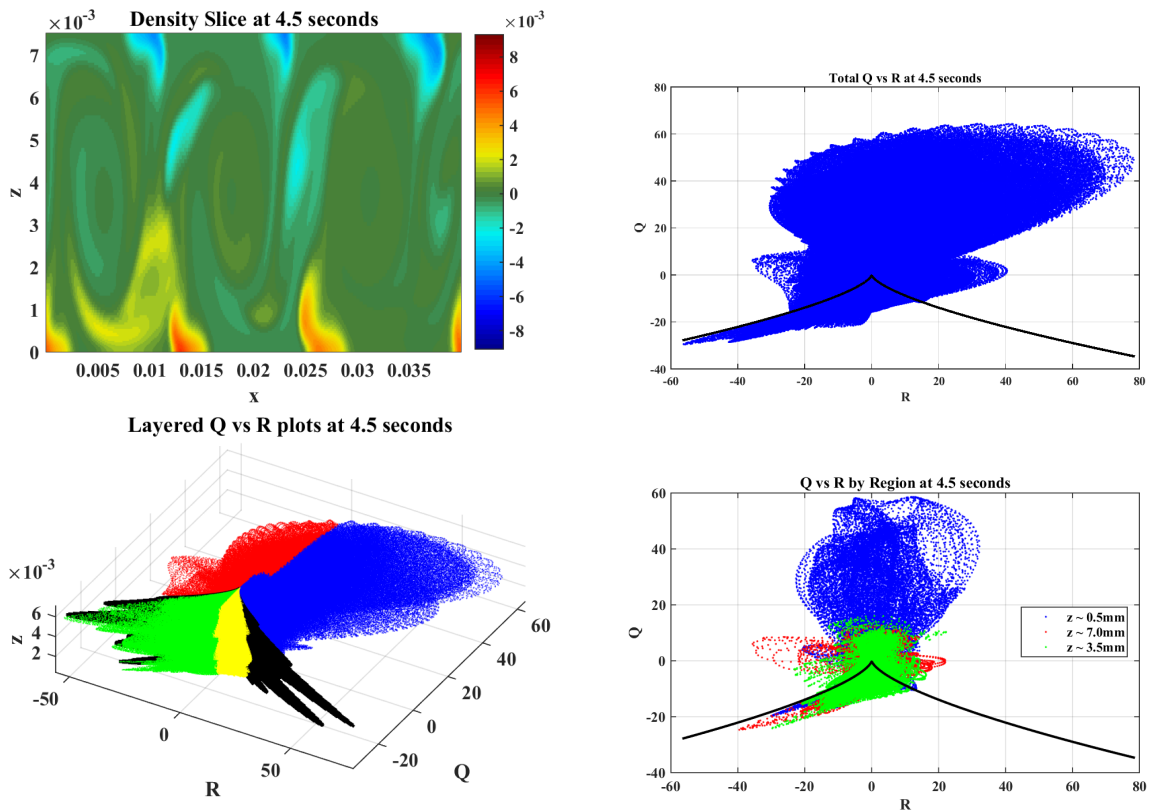 ×10⁻³
Density Slice at 4.5 seconds
×10⁻³
7
6
5
4
3
2
1
0
z
0.005 0.01 0.015 0.02 0.025 0.03 0.035
x
8
6
4
2
0
-2
-4
-6
-8
Total Q vs R at 4.5 seconds
80
60
40
20
0
-20
-40
Q
-60 -40 -20 0 20 40 60 80
R
Layered Q vs R plots at 4.5 seconds
×10⁻³
6
4
2
z
-50
0
50
R
-20
0
20
40
60
Q
Q vs R by Region at 4.5 seconds
60
40
20
0
-20
-40
Q
z ~ 0.5mm
z ~ 7.0mm
z ~ 3.5mm
-60 -40 -20 0 20 40 60 80
R